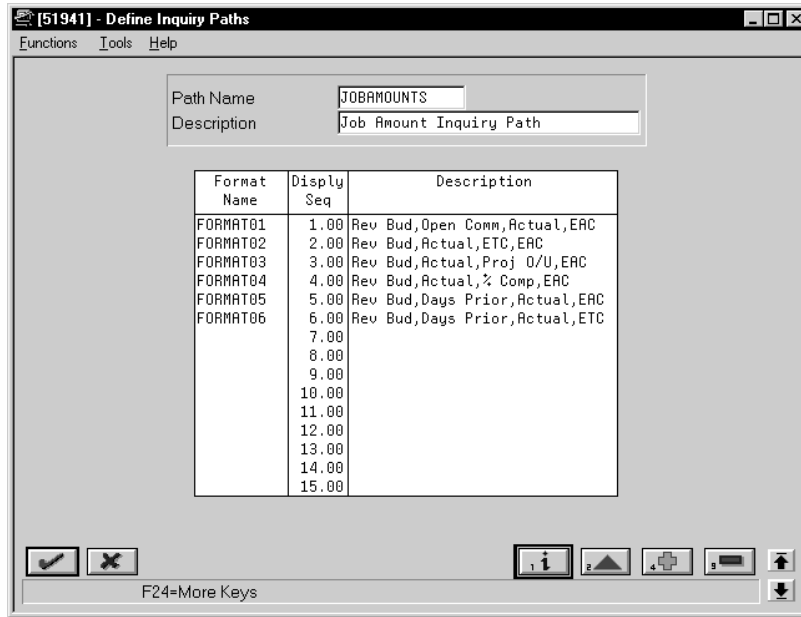 [51941] - Define Inquiry Paths
Functions Tools Help
Path Name JOBAMOUNTS
Description Job Amount Inquiry Path
Format Disply Description
Name Seq
FORMAT01 1.00 Rev Bud,Open Comm,Actual,EAC
FORMAT02 2.00 Rev Bud,Actual,ETC,EAC
FORMAT03 3.00 Rev Bud,Actual,Proj O/U,EAC
FORMAT04 4.00 Rev Bud,Actual,% Comp,EAC
FORMAT05 5.00 Rev Bud,Days Prior,Actual,EAC
FORMAT06 6.00 Rev Bud,Days Prior,Actual,ETC
7.00
8.00
9.00
10.00
11.00
12.00
13.00
14.00
15.00
1 i 2 4 9
F24=More Keys